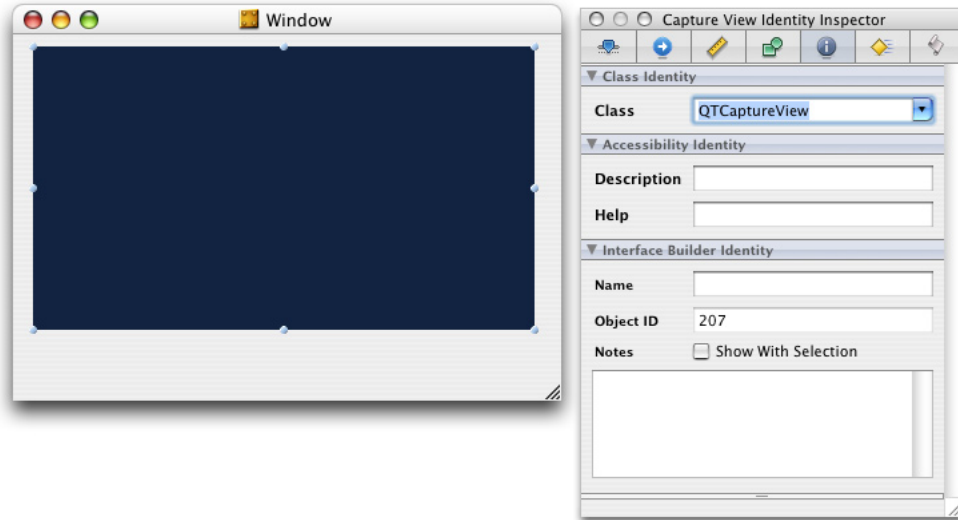 Window
Capture View Identity Inspector
Class Identity
Class QTCaptureView
Accessibility Identity
Description
Help
Interface Builder Identity
Name
Object ID 207
Notes Show With Selection